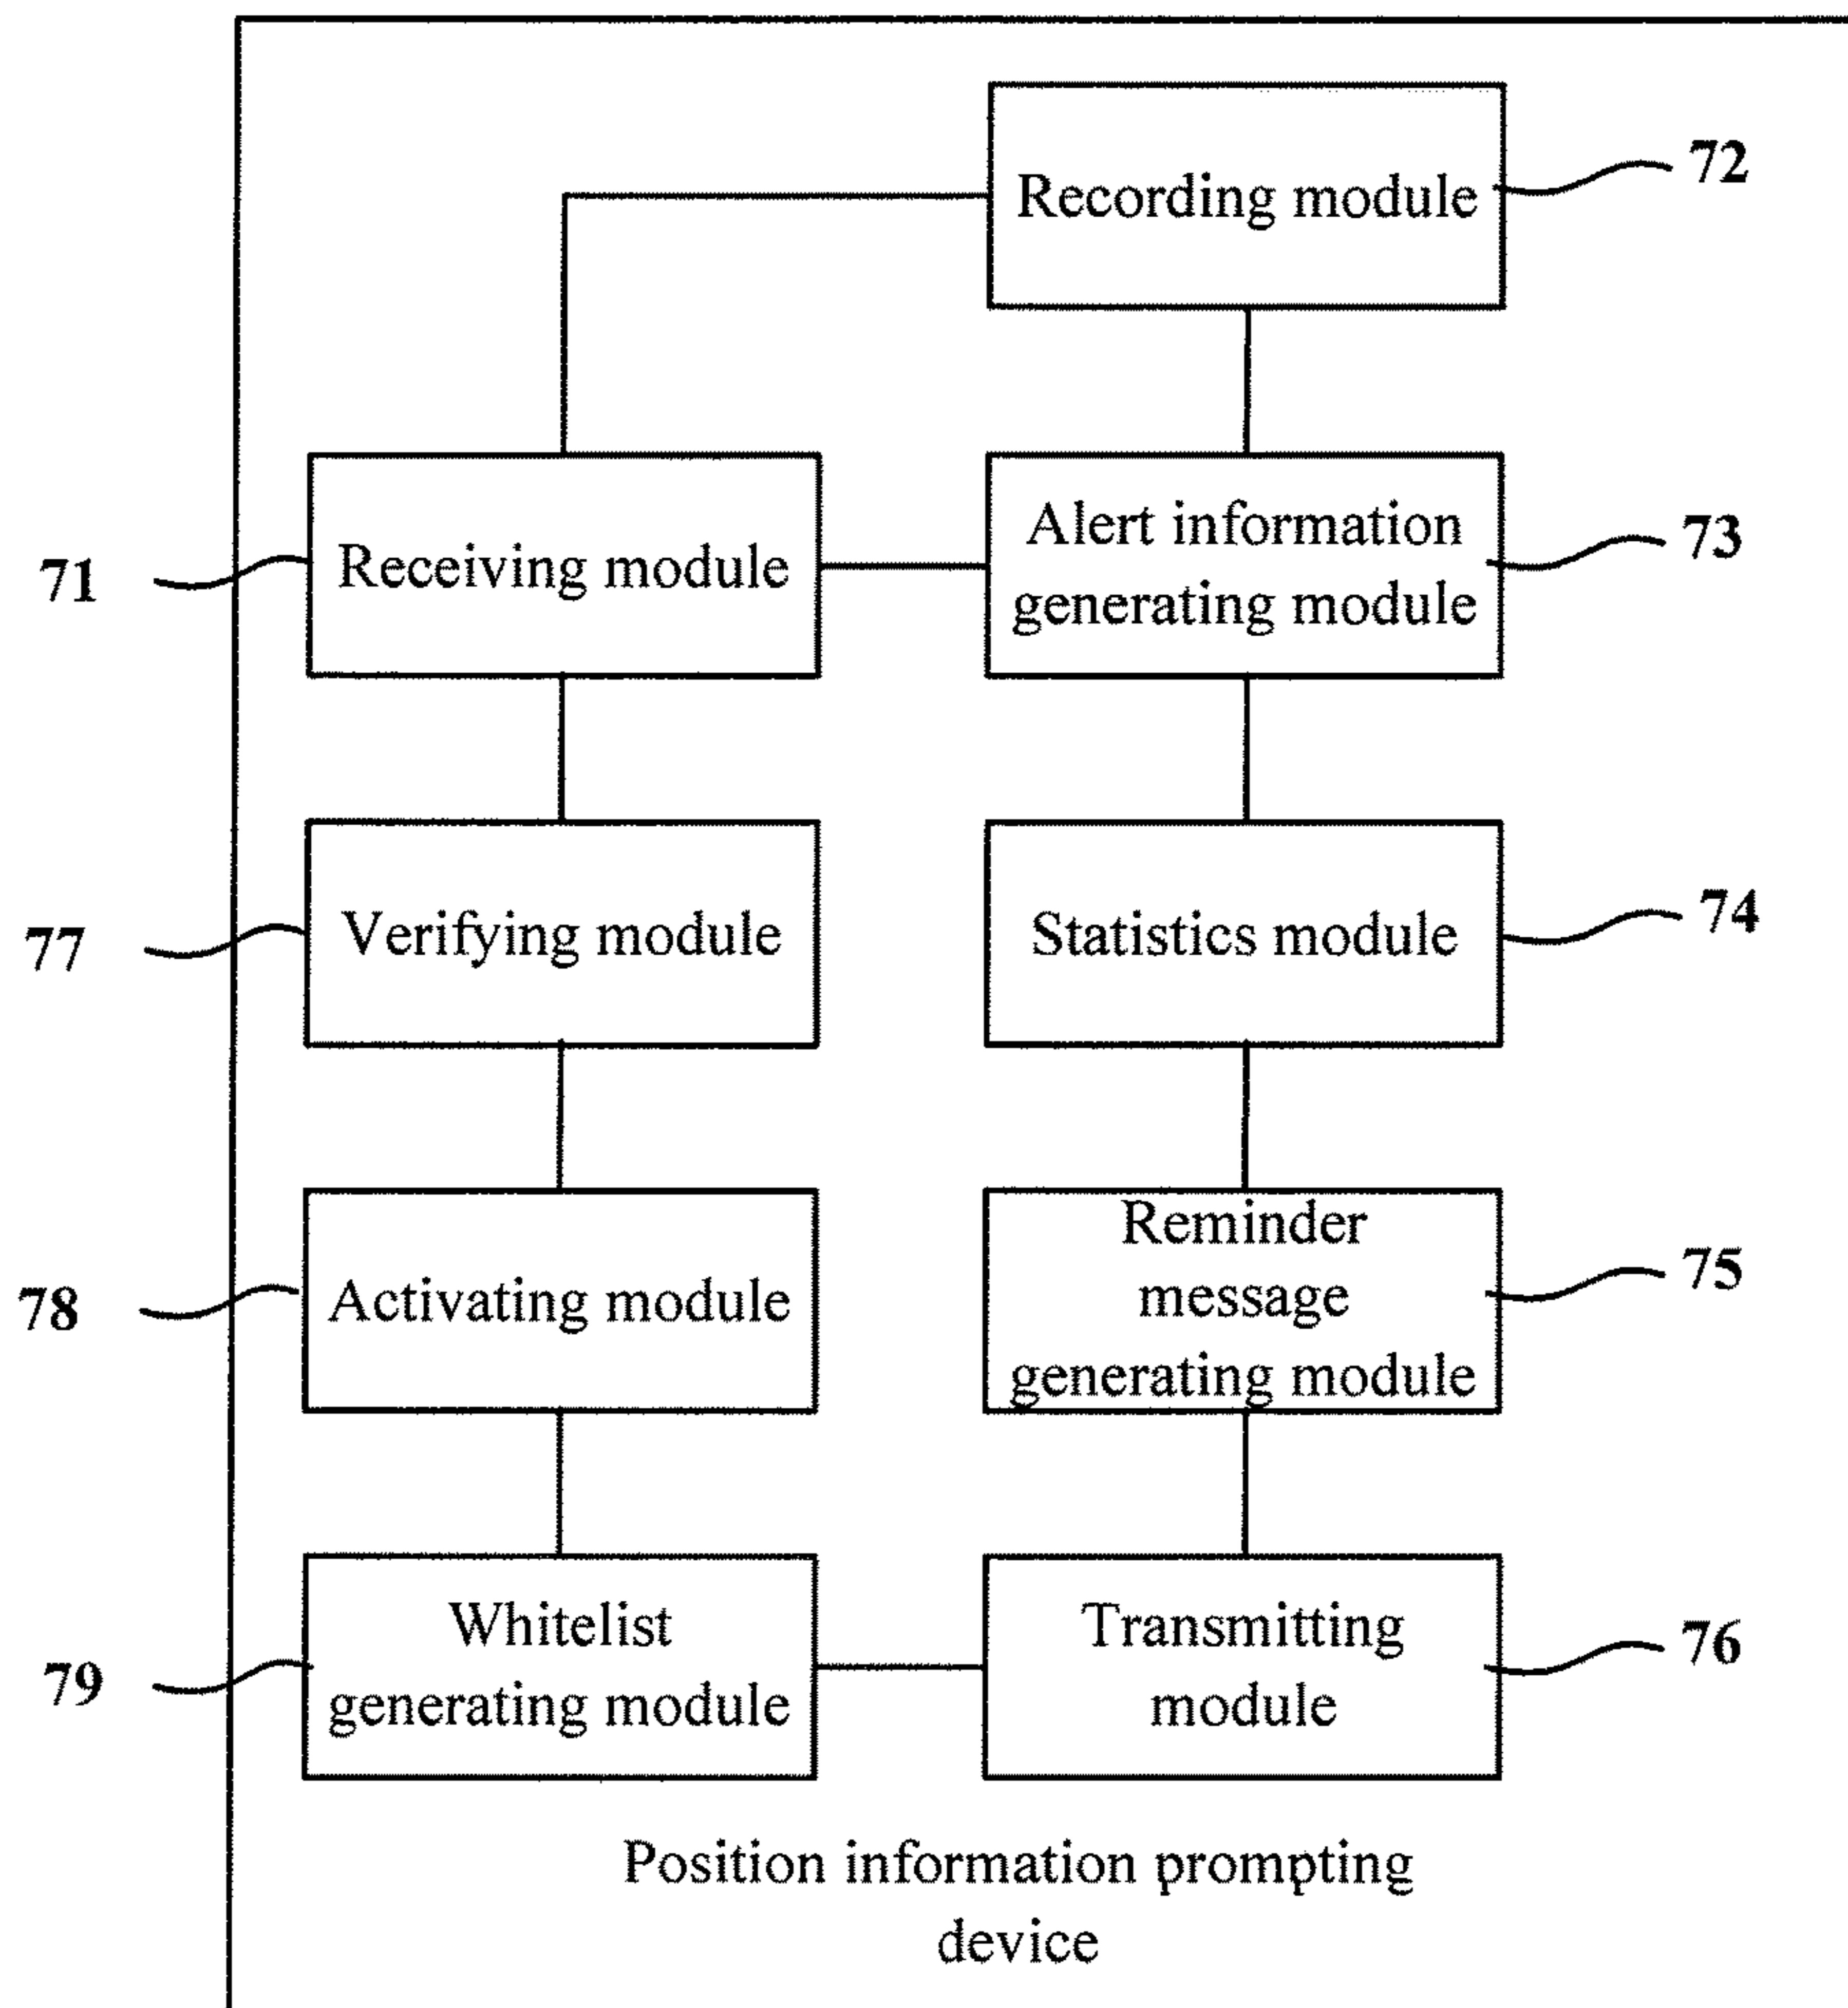 Recording module
72
Receiving module
71
Alert information
generating module
73
Verifying module
77
Statistics module
74
Activating module
78
Reminder
message
generating module
75
Whitelist
generating module
79
Transmitting
module
76
Position information prompting
device